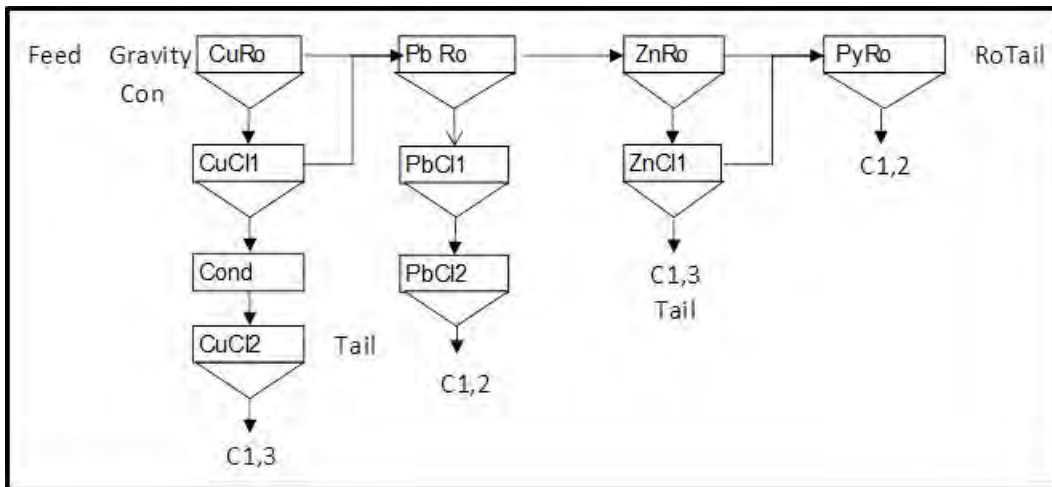 Feed Gravity Con
CuRo
Pb Ro
ZnRo
PyRo
RoTail
CuCl1
PbCl1
ZnCl1
C1,2
Cond
PbCl2
C1,3
Tail
CuCl2
Tail
C1,2
C1,3